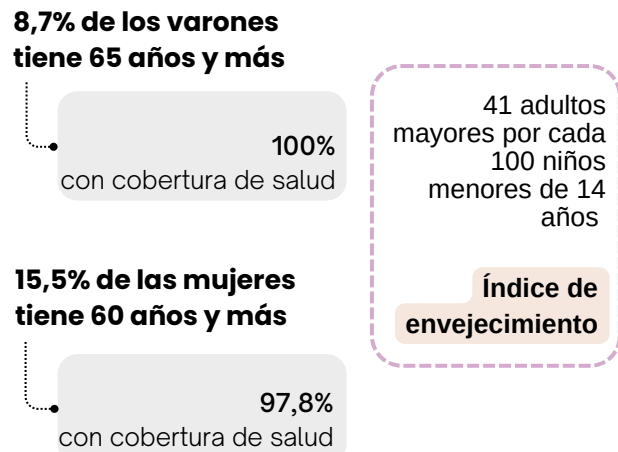 8,7% de los varones
tiene 65 años y más
100%
con cobertura de salud
15,5% de las mujeres
tiene 60 años y más
97,8%
con cobertura de salud
41 adultos
mayores por cada
100 niños
menores de 14
años
Índice de
envejecimiento